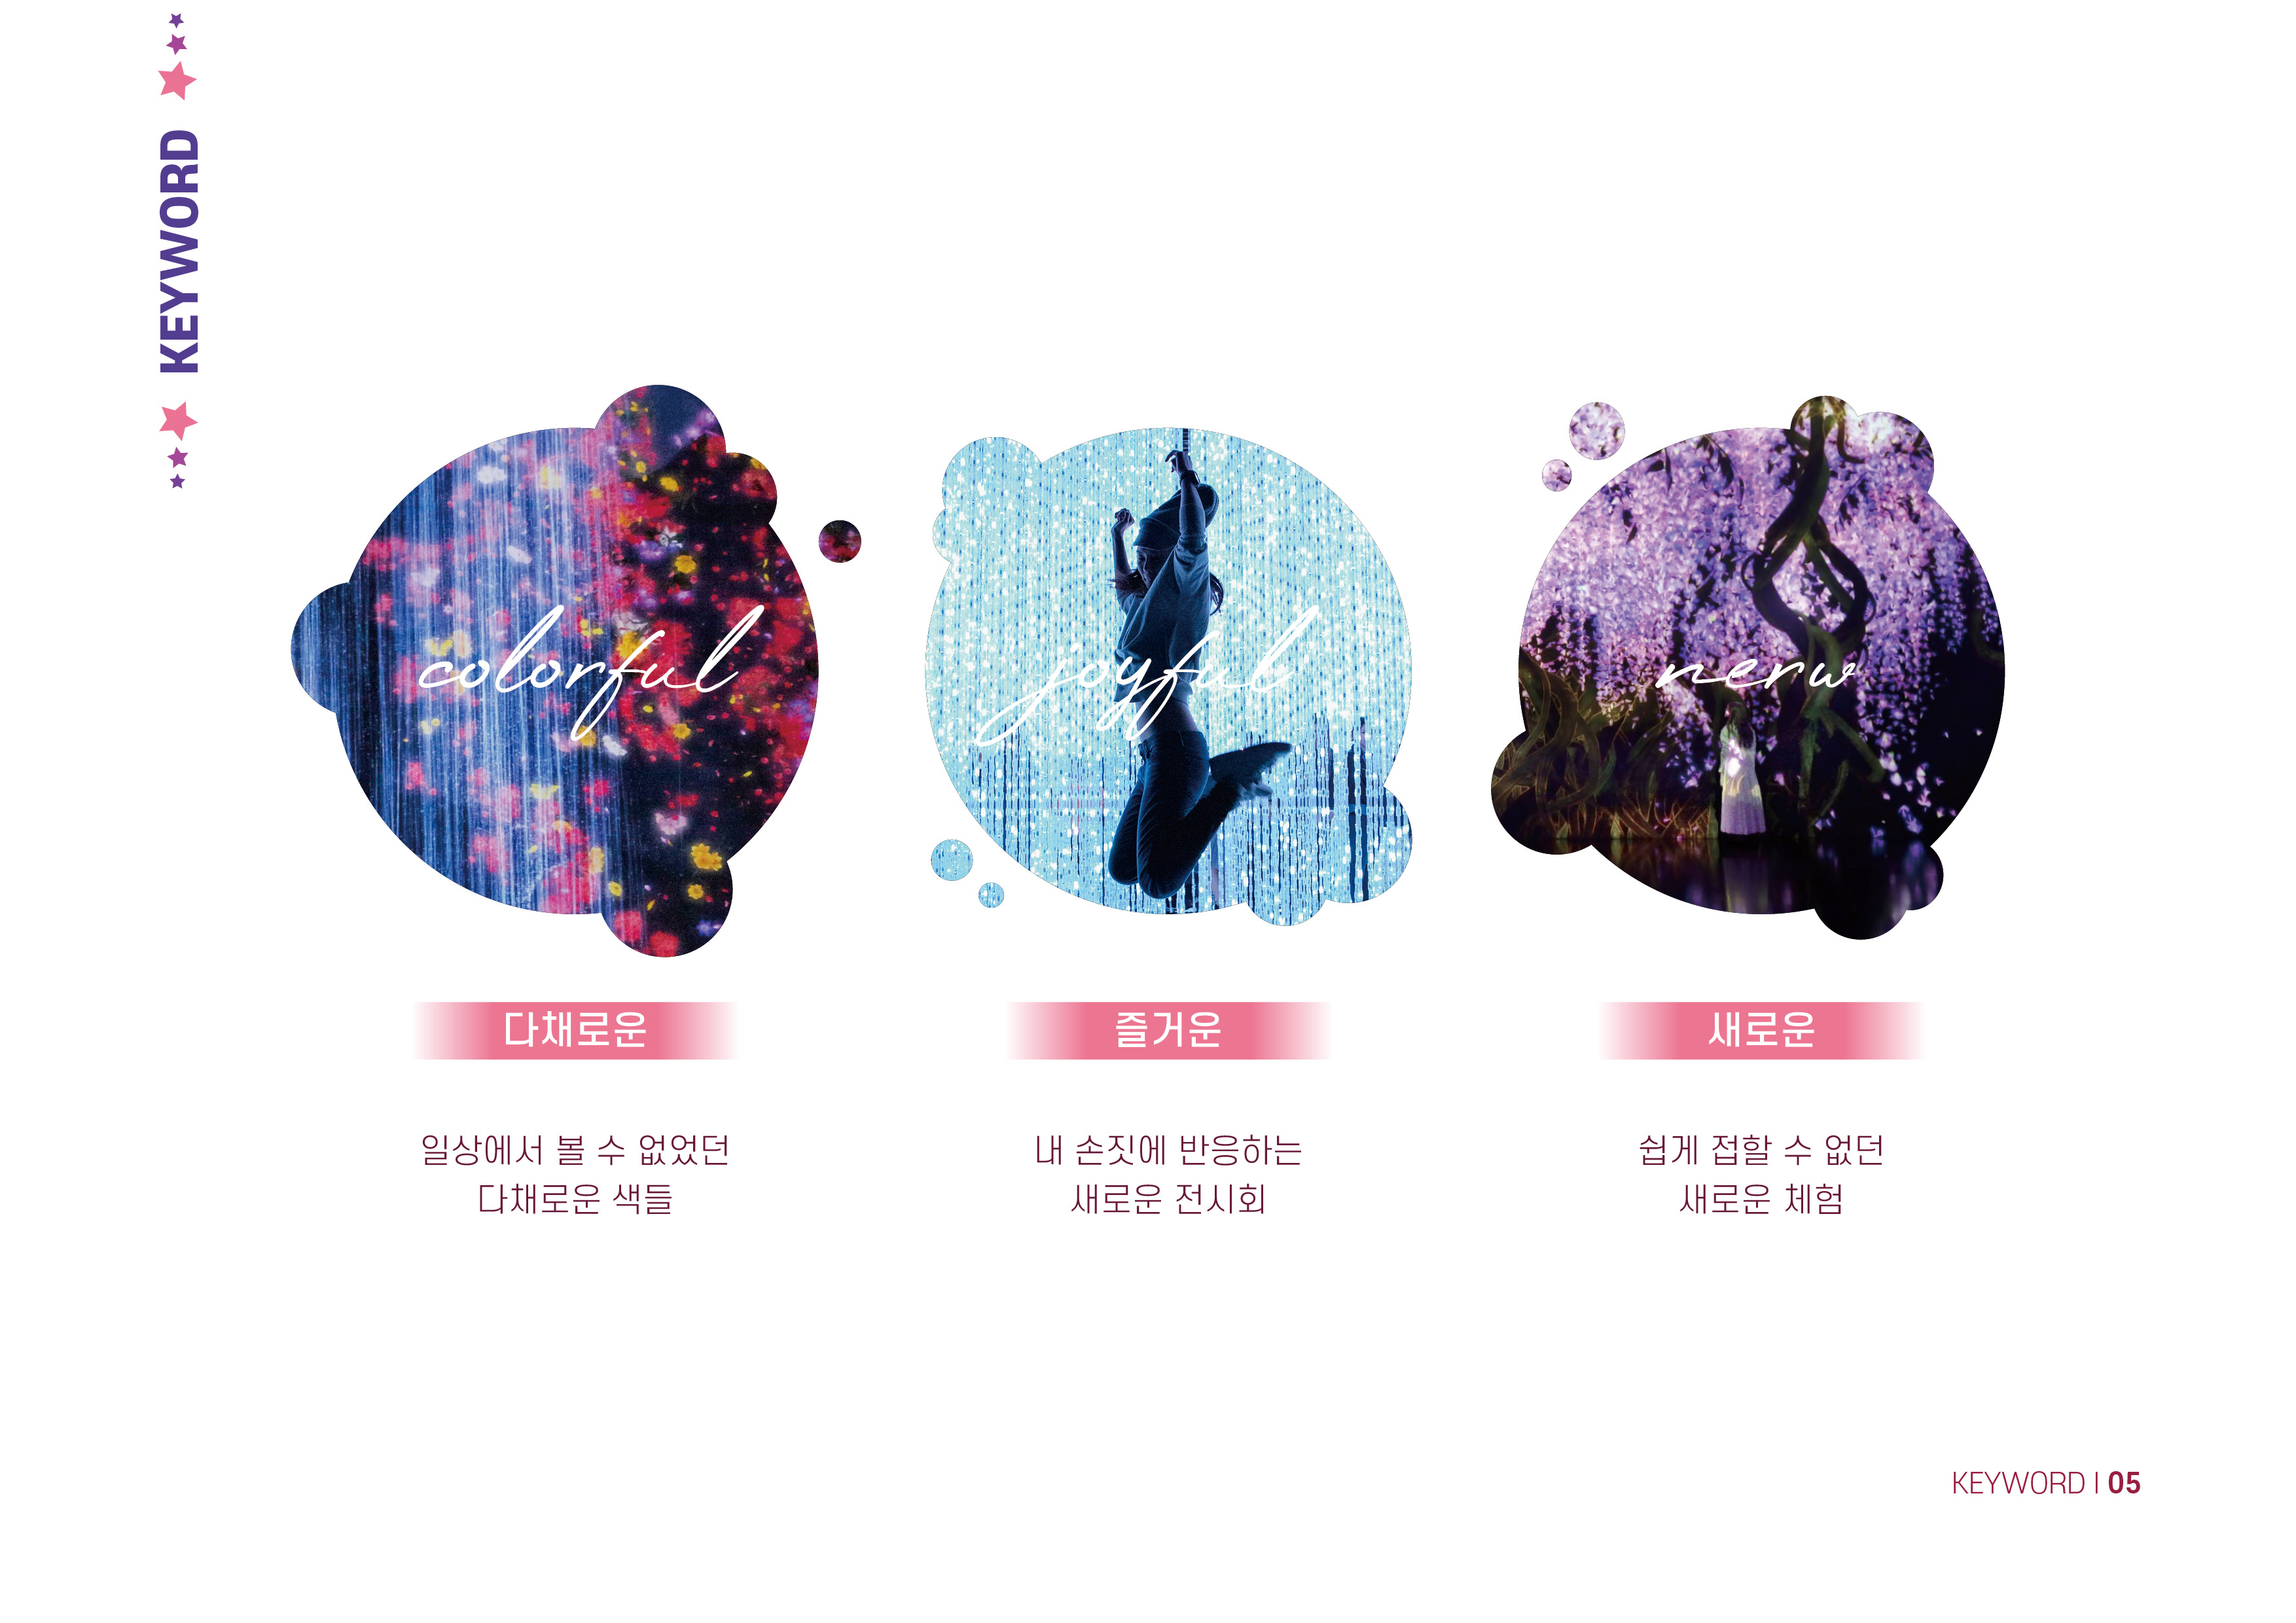 KEYWORD
colorful
joyful
nerw
다채로운
즐거운
새로운
일상에서 볼 수 없었던
다채로운 색들
내 손짓에 반응하는
새로운 전시회
쉽게 접할 수 없던
새로운 체험
KEYWORD | 05